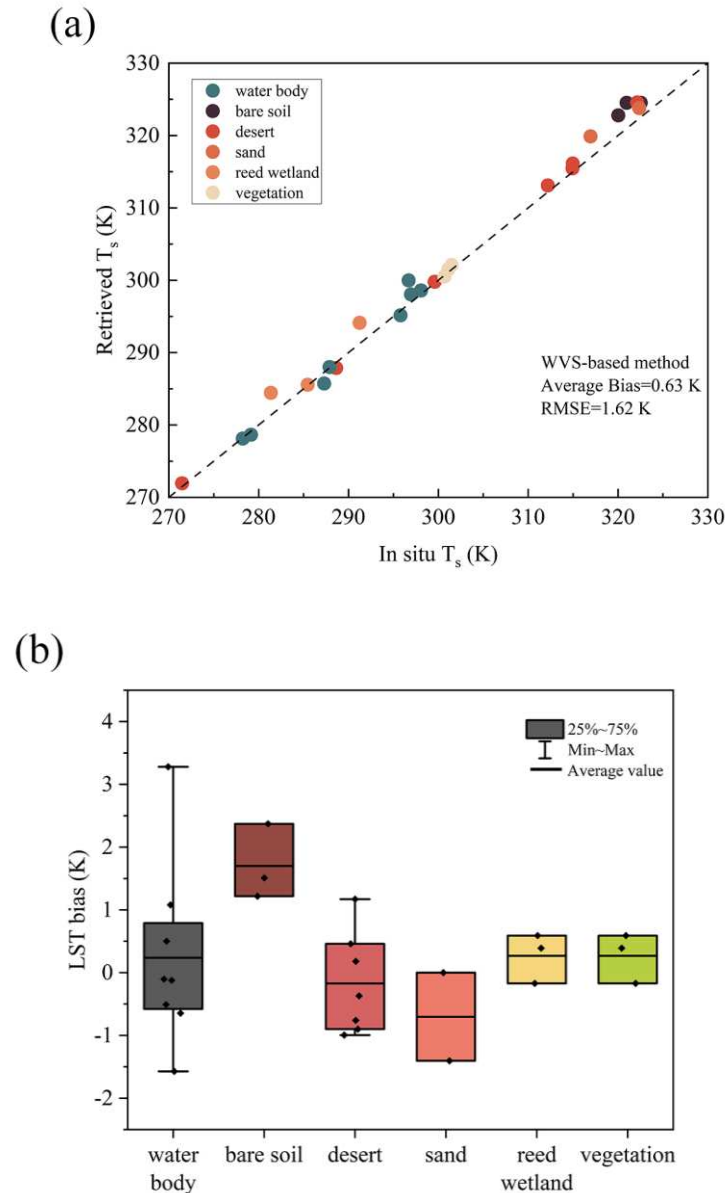 (a)
330
320
310
300
290
280
270
Retrieved Tₛ (K)
water body
bare soil
desert
sand
reed wetland
vegetation
WVS-based method
Average Bias=0.63 K
RMSE=1.62 K
270 280 290 300 310 320 330
In situ Tₛ (K)
(b)
4
3
2
1
0
-1
-2
LST bias (K)
25%~75%
Min~Max
Average value
water body
bare soil
desert
sand
reed wetland
vegetation